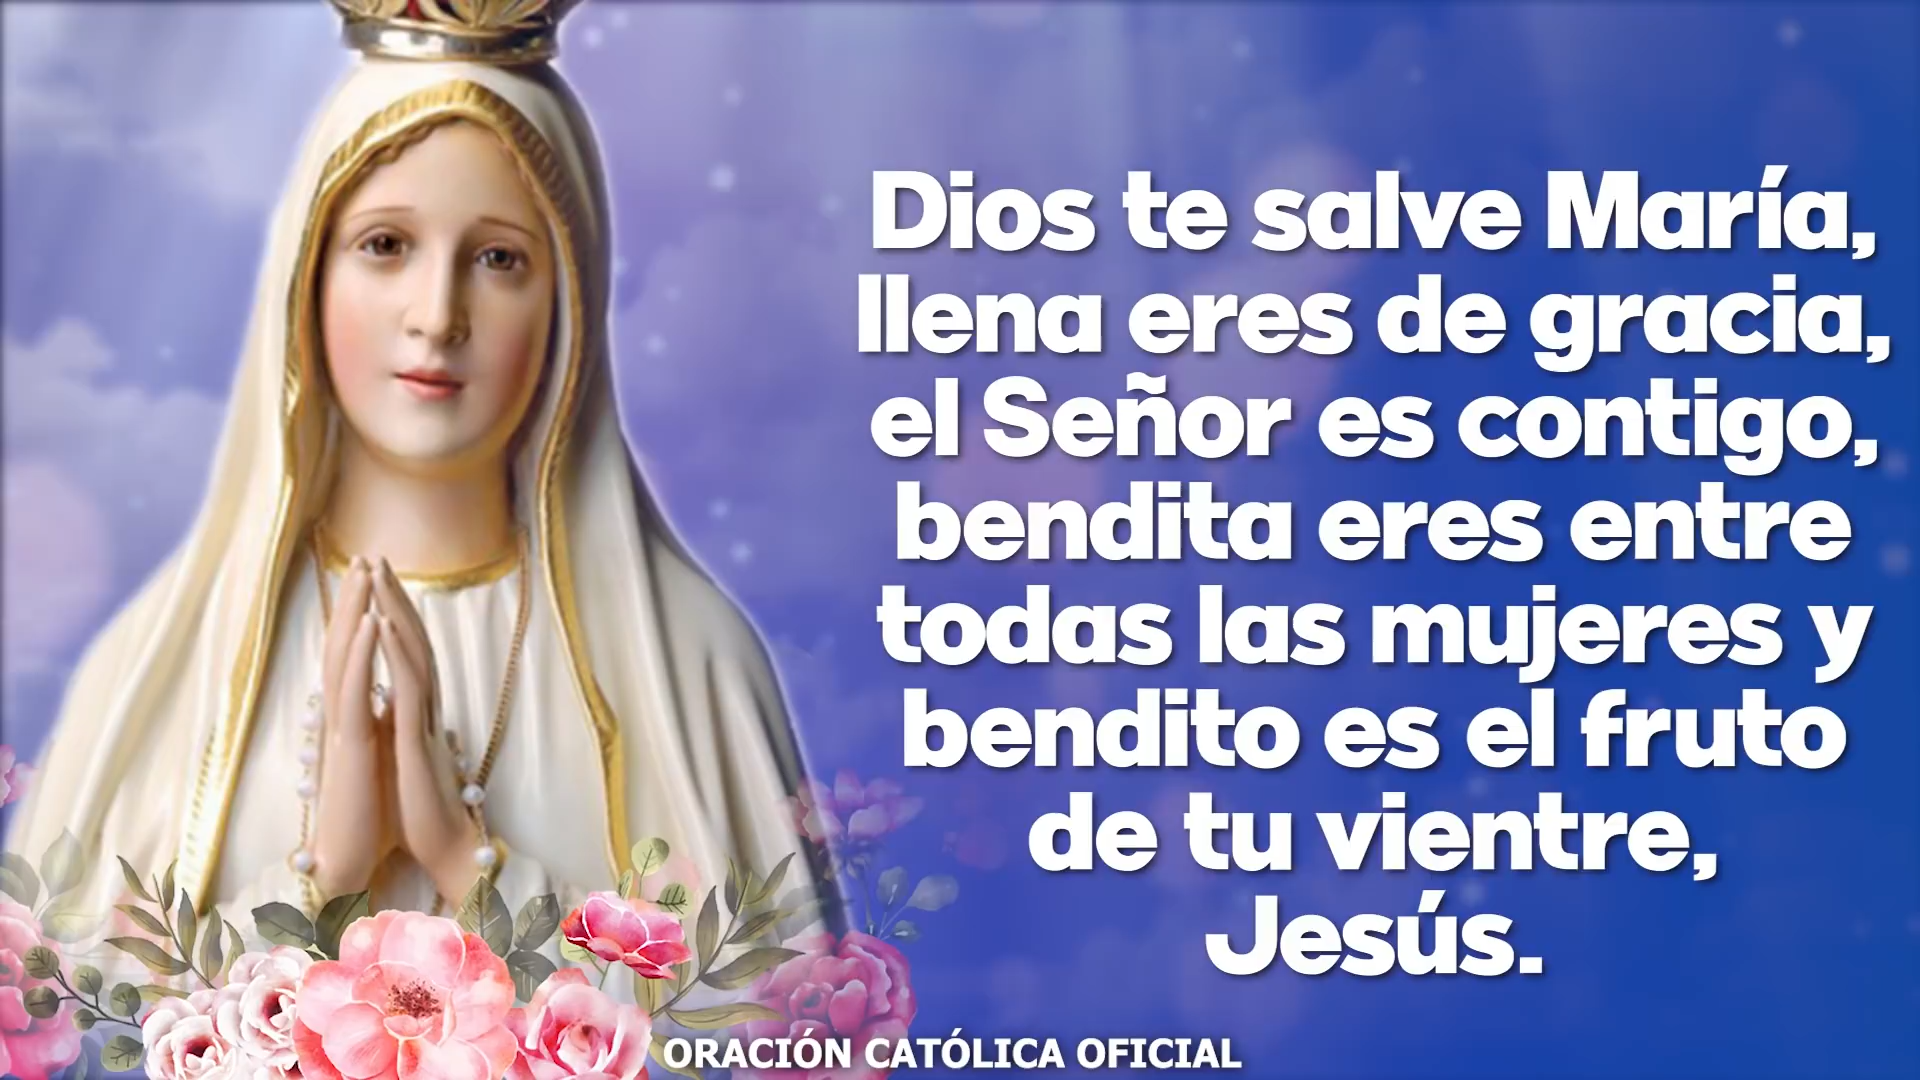 Dios te salve María,
llena eres de gracia,
el Señor es contigo,
bendita eres entre
todas las mujeres y
bendito es el fruto
de tu vientre,
Jesús.
ORACIÓN CATÓLICA OFICIAL